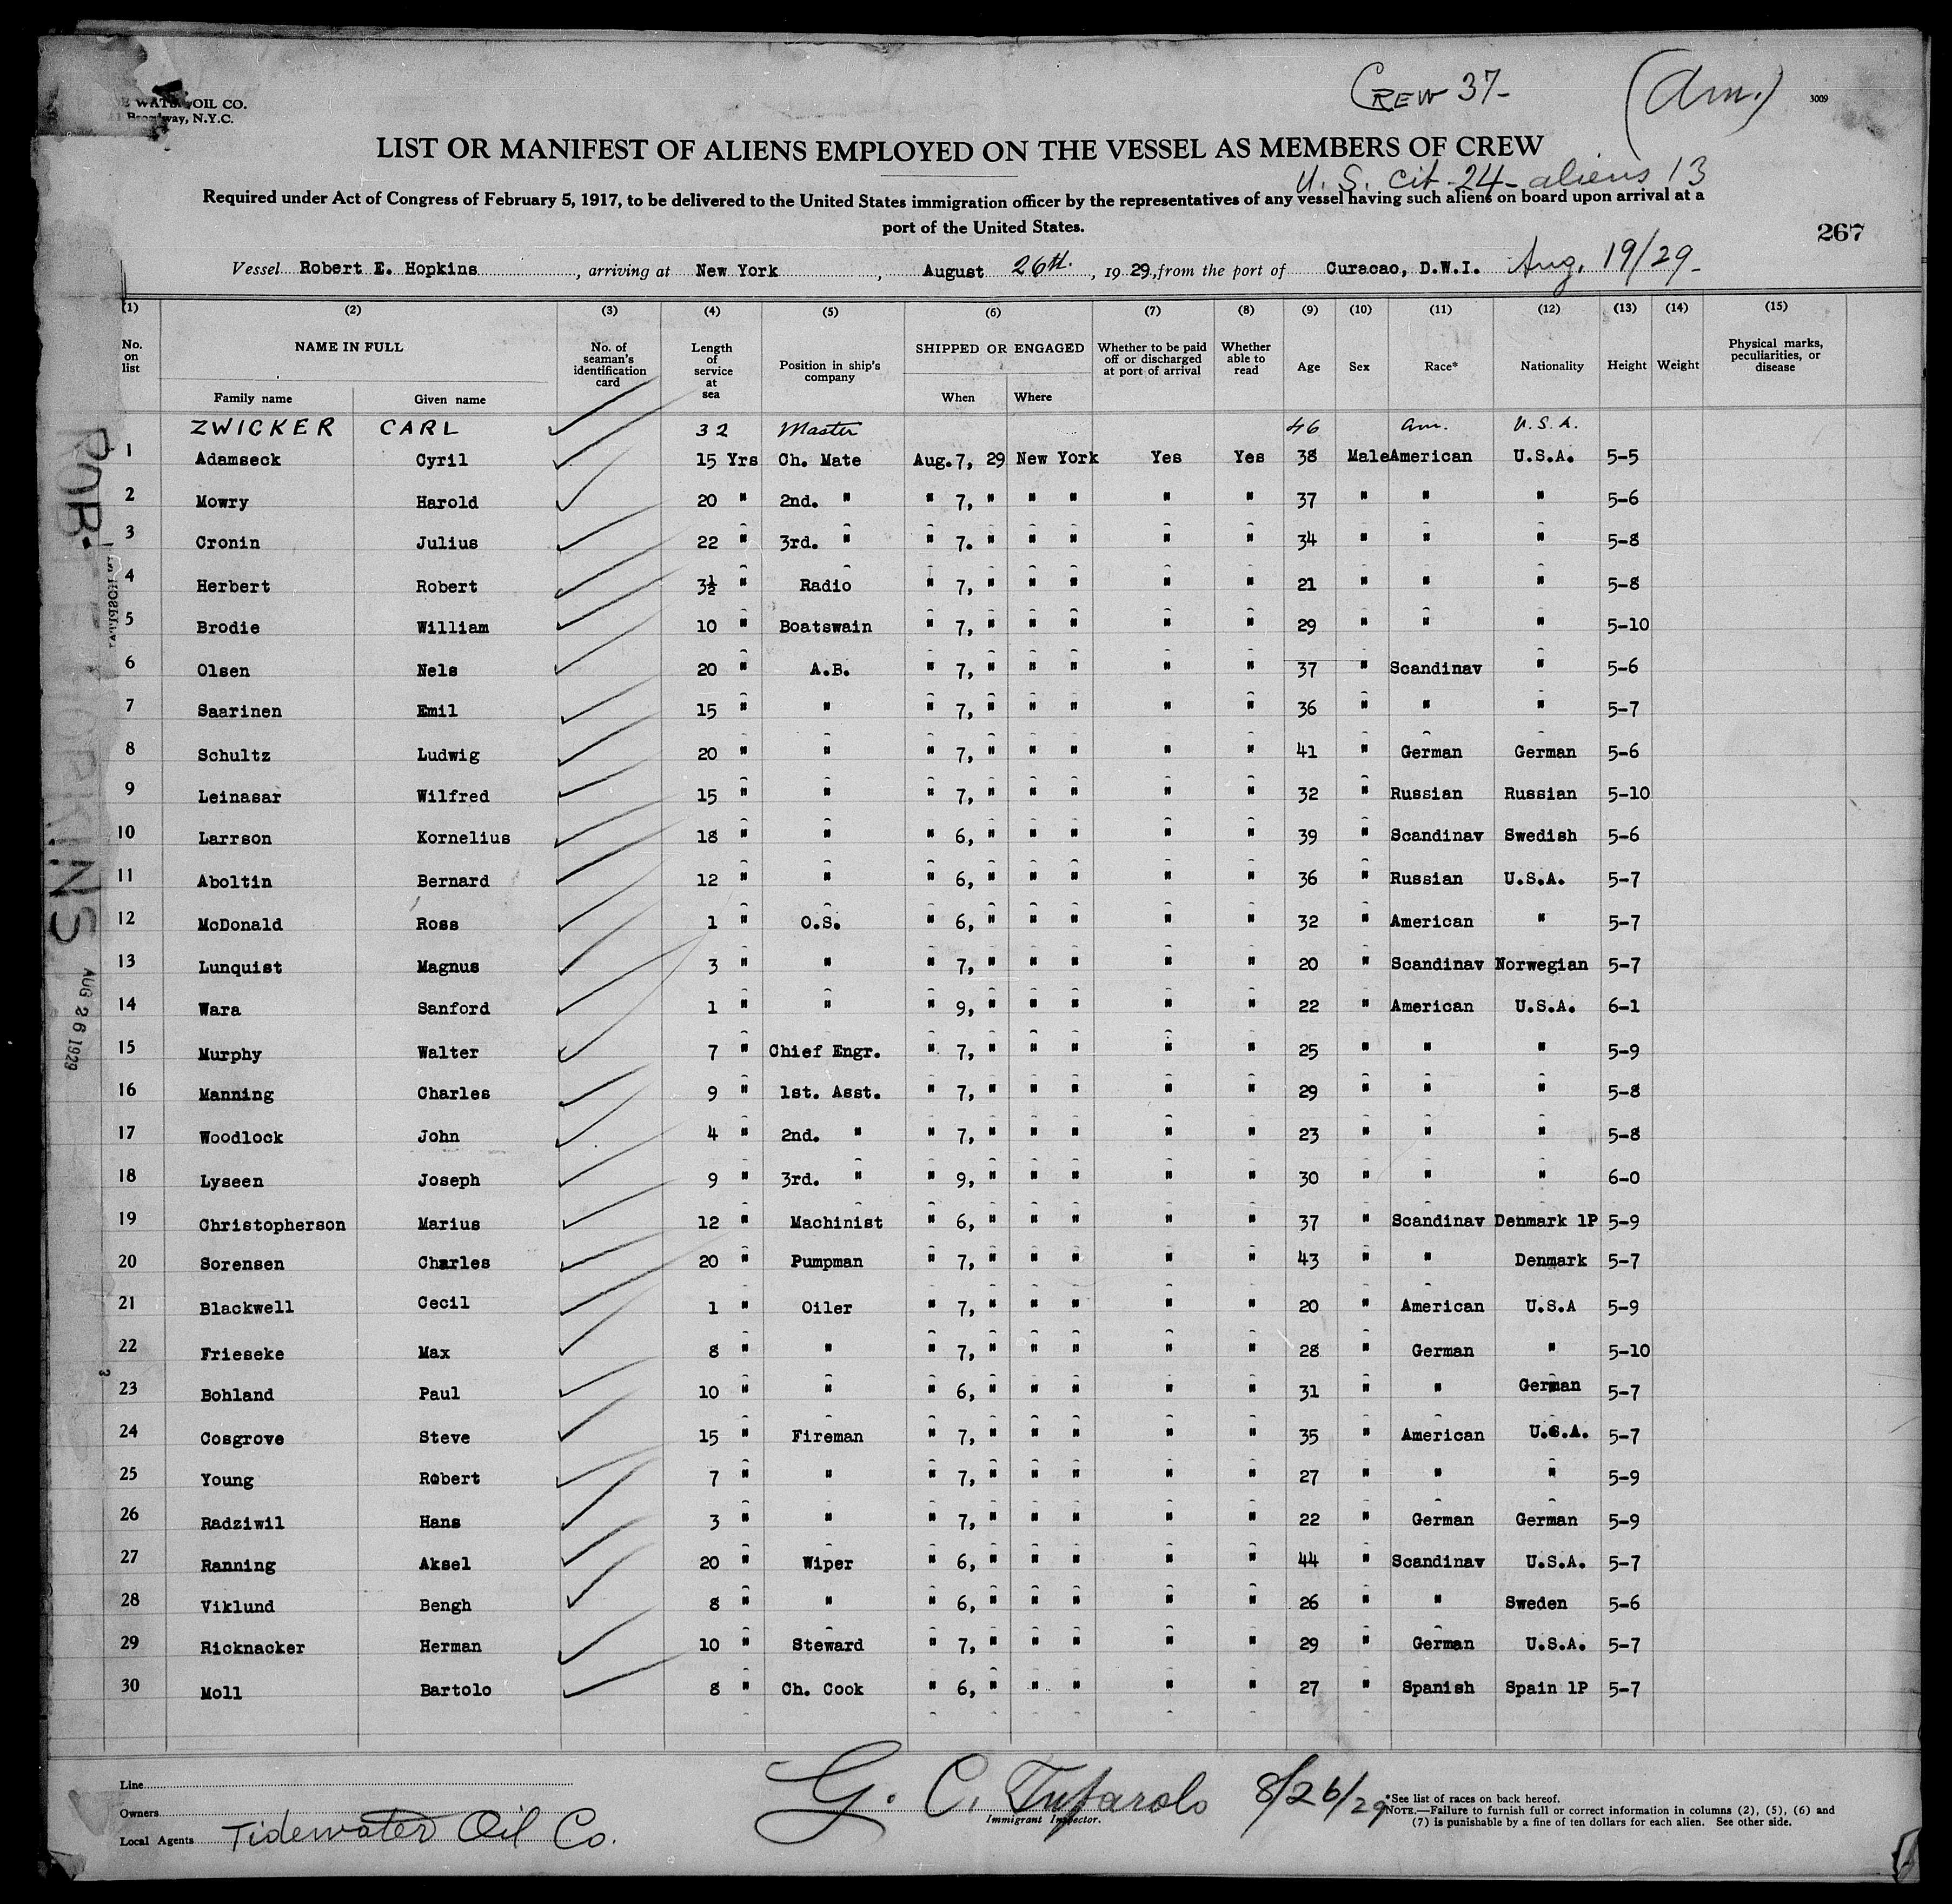 WATER OIL CO.
Broadway, N.Y.C.
CREW 37-
(Am.)
3009
LIST OR MANIFEST OF ALIENS EMPLOYED ON THE VESSEL AS MEMBERS OF CREW
U. S. cit-24- aliens 13
Required under Act of Congress of February 5, 1917, to be delivered to the United States immigration officer by the representatives of any vessel having such aliens on board upon arrival at a
port of the United States.
267
Vessel Robert E. Hopkins, arriving at New York, August 26th, 1929, from the port of Curacao, D.W.I. Aug. 19/29-
(1) (2) (3) (4) (5) (6) (7) (8) (9) (10) (11) (12) (13) (14) (15)
No. on list NAME IN FULL Family name Given name No. of seaman's identification card Length of service at sea Position in ship's company SHIPPED OR ENGAGED When Where Whether to be paid off or discharged at port of arrival Whether able to read Age Sex Race* Nationality Height Weight Physical marks, peculiarities, or disease
ZWICKER CARL 32 Master 46 am. U.S.A.
1 Adamseck Cyril 15 Yrs Ch. Mate Aug.7, 29 New York Yes Yes 38 Male American U.S.A. 5-5
2 Mowry Harold 20 " 2nd. " " 7, " " " " " 37 " " " 5-6
3 Cronin Julius 22 " 3rd. " " 7. " " " " " 34 " " " 5-8
4 Herbert Robert 3½ " Radio " 7, " " " " " 21 " " " 5-8
5 Brodie William 10 " Boatswain " 7, " " " " " 29 " " " 5-10
6 Olsen Nels 20 " A.B. " 7, " " " " " 37 " Scandinav " 5-6
7 Saarinen Emil 15 " " " 7, " " " " " 36 " " " 5-7
8 Schultz Ludwig 20 " " " 7, " " " " " 41 " German German 5-6
9 Leinasar Wilfred 15 " " " 7, " " " " " 32 " Russian Russian 5-10
10 Larrson Kornelius 18 " " " 6, " " " " " 39 " Scandinav Swedish 5-6
11 Aboltin Bernard 12 " " " 6, " " " " " 36 " Russian U.S.A. 5-7
12 McDonald Ross 1 " O.S. " 6, " " " " " 32 " American " 5-7
13 Lunquist Magnus 3 " " " 7, " " " " " 20 " Scandinav Norwegian 5-7
14 Wara Sanford 1 " " " 9, " " " " " 22 " American U.S.A. 6-1
15 Murphy Walter 7 " Chief Engr. " 7, " " " " " 25 " " " 5-9
16 Manning Charles 9 " 1st. Asst. " 7, " " " " " 29 " " " 5-8
17 Woodlock John 4 " 2nd. " " 7, " " " " " 23 " " " 5-8
18 Lyseen Joseph 9 " 3rd. " " 9, " " " " " 30 " " " 6-0
19 Christopherson Marius 12 " Machinist " 6, " " " " " 37 " Scandinav Denmark 1P 5-9
20 Sorensen Charles 20 " Pumpman " 7, " " " " " 43 " " Denmark 5-7
21 Blackwell Cecil 1 " Oiler " 7, " " " " " 20 " American U.S.A 5-9
22 Frieseke Max 8 " " " 7, " " " " " 28 " German " 5-10
23 Bohland Paul 10 " " " 6, " " " " " 31 " " German 5-7
24 Cosgrove Steve 15 " Fireman " 7, " " " " " 35 " American U.S.A. 5-7
25 Young Robert 7 " " " 7, " " " " " 27 " " " 5-9
26 Radziwil Hans 3 " " " 7, " " " " " 22 " German German 5-9
27 Ranning Aksel 20 " Wiper " 6, " " " " " 44 " Scandinav U.S.A. 5-7
28 Viklund Bengh 8 " " " 6, " " " " " 26 " " Sweden 5-6
29 Ricknacker Herman 10 " Steward " 7, " " " " " 29 " German U.S.A. 5-7
30 Moll Bartolo 8 " Ch. Cook " 6, " " " " " 27 " Spanish Spain 1P 5-7
ROB. E HOPKINS
AUG 26 1929
Line
Owners
Local Agents Tidewater Oil Co.
G. C. Tufarolo 8/26/29
Immigrant Inspector.
*See list of races on back hereof.
NOTE.—Failure to furnish full or correct information in columns (2), (5), (6) and
(7) is punishable by a fine of ten dollars for each alien. See other side.